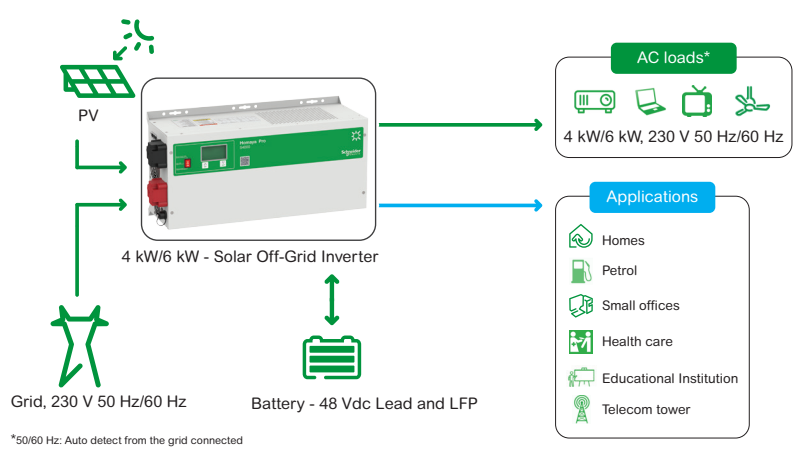 AC loads*
PV
4 kW/6 kW, 230 V 50 Hz/60 Hz
Homaya Pro
Schneider
Applications
Homes
4 kW/6 kW - Solar Off-Grid Inverter
Petrol
Small offices
Health care
Educational Institution
Grid, 230 V 50 Hz/60 Hz
Battery - 48 Vdc Lead and LFP
Telecom tower
*50/60 Hz: Auto detect from the grid connected